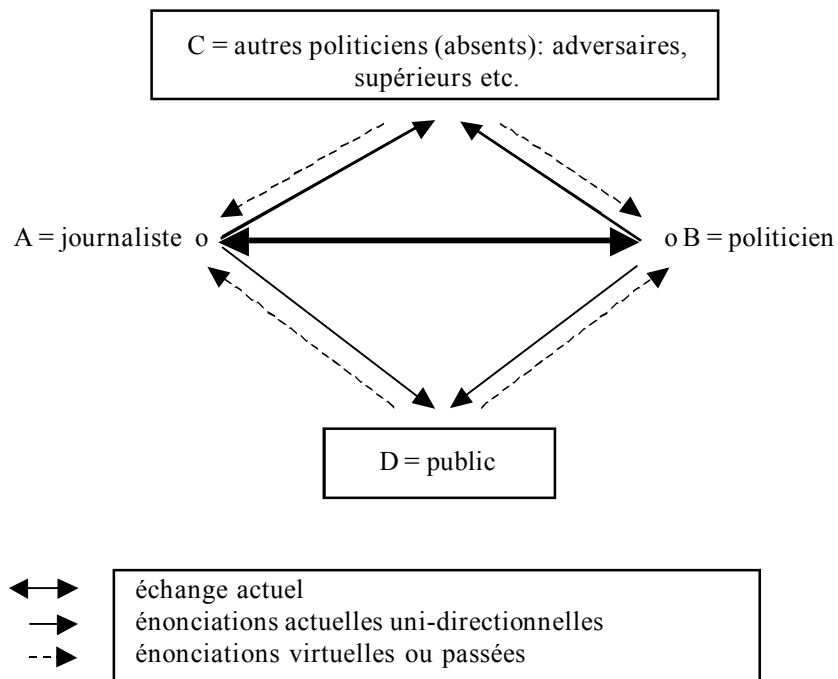 C = autres politiciens (absents): adversaires,
supérieurs etc.
A = journaliste o
o B = politicien
D = public
échange actuel
énonciations actuelles uni-directionnelles
énonciations virtuelles ou passées